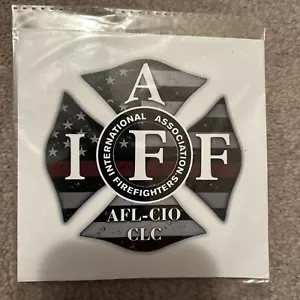 A
I F F
INTERNATIONAL ASSOCIATION
FIREFIGHTERS
AFL-CIO
CLC